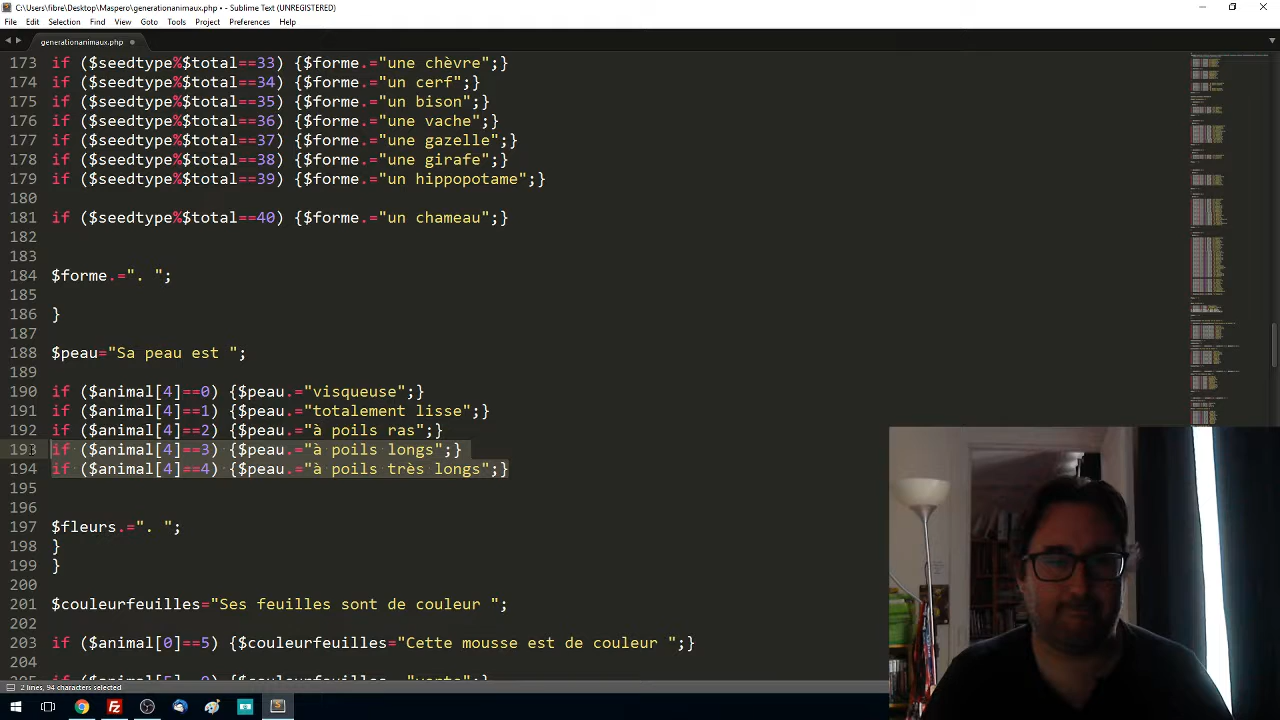 C:\Users\fibre\Desktop\Maspero\generationanimaux.php • - Sublime Text (UNREGISTERED)
File Edit Selection Find View Goto Tools Project Preferences Help
generationanimaux.php
173 if ($seedtype%$total==33) {$forme.="une chèvre";}
174 if ($seedtype%$total==34) {$forme.="un cerf";}
175 if ($seedtype%$total==35) {$forme.="un bison";}
176 if ($seedtype%$total==36) {$forme.="une vache";}
177 if ($seedtype%$total==37) {$forme.="une gazelle";}
178 if ($seedtype%$total==38) {$forme.="une girafe";}
179 if ($seedtype%$total==39) {$forme.="un hippopotame";}
180
181 if ($seedtype%$total==40) {$forme.="un chameau";}
182
183
184 $forme.=". ";
185
186 }
187
188 $peau="Sa peau est ";
189
190 if ($animal[4]==0) {$peau.="visqueuse";}
191 if ($animal[4]==1) {$peau.="totalement lisse";}
192 if ($animal[4]==2) {$peau.="à poils ras";}
193 if ($animal[4]==3) {$peau.="à poils longs";}
194 if ($animal[4]==4) {$peau.="à poils très longs";}
195
196
197 $fleurs.=". ";
198 }
199 }
200
201 $couleurfeuilles="Ses feuilles sont de couleur ";
202
203 if ($animal[0]==5) {$couleurfeuilles="Cette mousse est de couleur ";}
204
2 lines, 94 characters selected